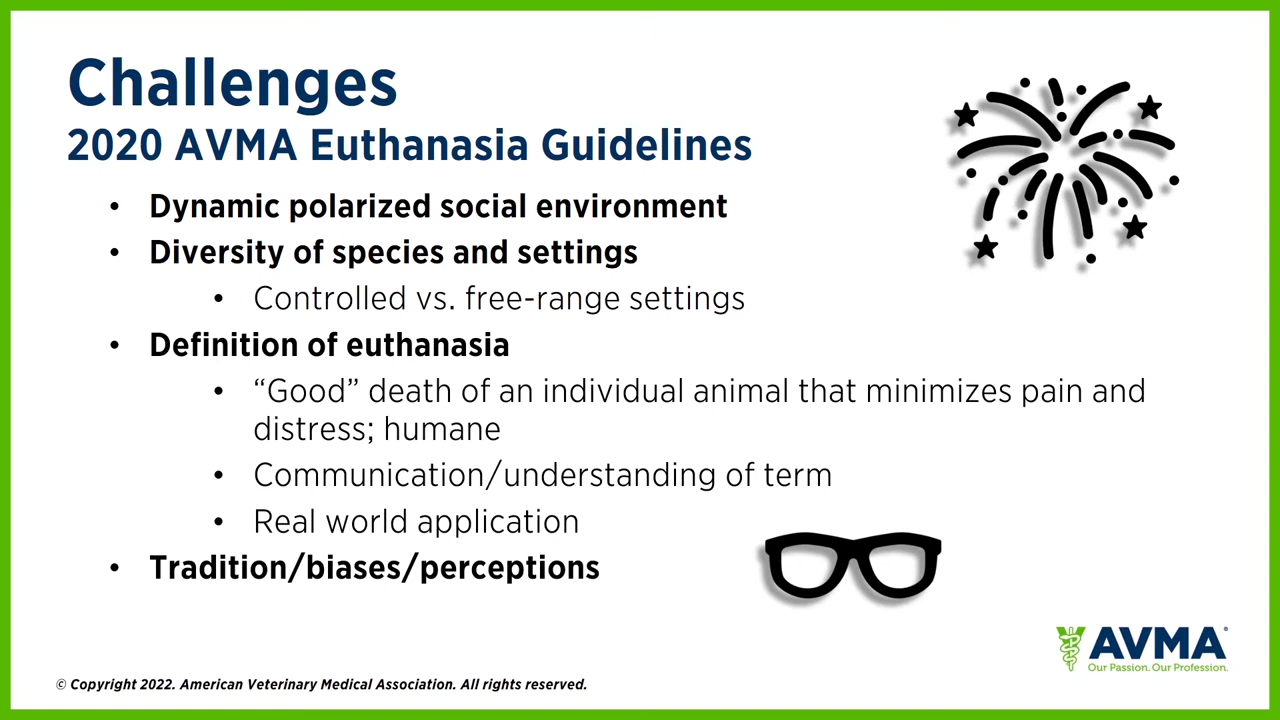 Challenges
2020 AVMA Euthanasia Guidelines
• Dynamic polarized social environment
• Diversity of species and settings
• Controlled vs. free-range settings
• Definition of euthanasia
• “Good” death of an individual animal that minimizes pain and
distress; humane
• Communication/understanding of term
• Real world application
• Tradition/biases/perceptions
AVMA®
Our Passion. Our Profession.
© Copyright 2022. American Veterinary Medical Association. All rights reserved.